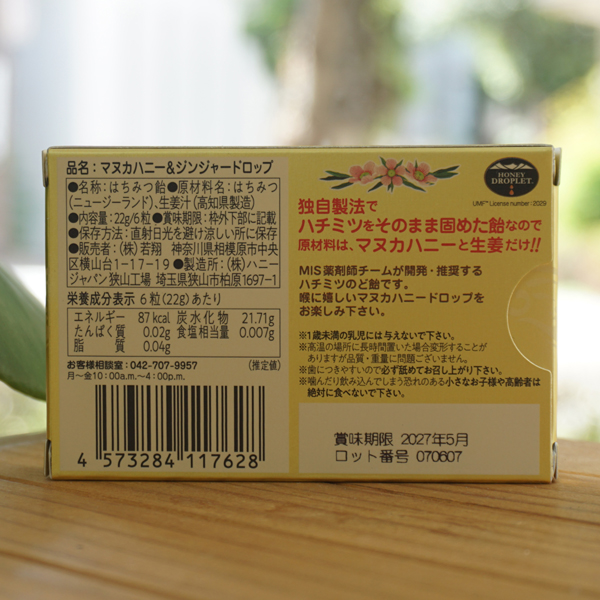 品名：マヌカハニー&ジンジャードロップ
●名称：はちみつ飴●原材料名：はちみつ
（ニュージーランド）、生姜汁（高知県製造）
●内容量：22g/6粒●賞味期限：枠外下部に記載
●保存方法：直射日光を避け涼しい所に保存
●販売者：（株）若翔　神奈川県相模原市中央
区横山台1-17-19●製造所：（株）ハニー
ジャパン狭山工場 埼玉県狭山市柏原1697-1
栄養成分表示 6粒（22g）あたり
エネルギー 87kcal 炭水化物 21.71g
たんぱく質 0.02g 食塩相当量 0.007g
脂質 0.04g
お客様相談室：042-707-9957
月〜金10：00a.m.〜4：00p.m.
（推定値）
4 573284 117628
HONEY
DROPLET.
UMF™ License number : 2029
独自製法で
ハチミツをそのまま固めた飴なので
原材料は、マヌカハニーと生姜だけ!!
MIS薬剤師チームが開発・推奨する
ハチミツのど飴です。
喉に嬉しいマヌカハニードロップを
お楽しみ下さい。
※1歳未満の乳児には与えないで下さい。
※高温の場所に長時間置いた場合変形することが
ありますが品質・重量に問題ございません。
※歯につきやすいので必ず舐めてお召し上がり下さい。
※噛んだり飲み込んでしまう恐れのある小さなお子様や高齢者は
絶対に食べないで下さい。
賞味期限 2027年5月
ロット番号 070607